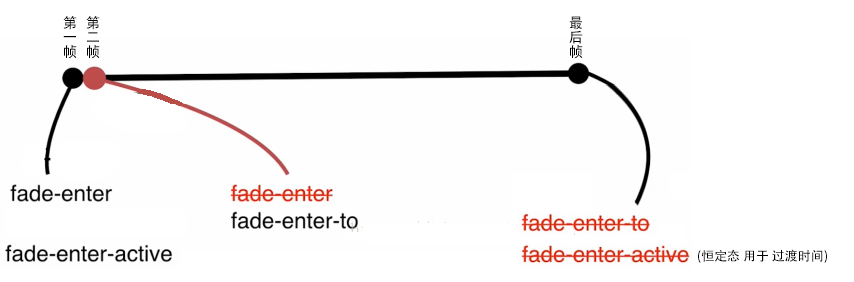 第一帧
第二帧
最后帧
fade-enter
fade-enter
fade-enter-to
fade-enter-to
fade-enter-active
fade-enter-active (恒定态 用于 过渡时间)